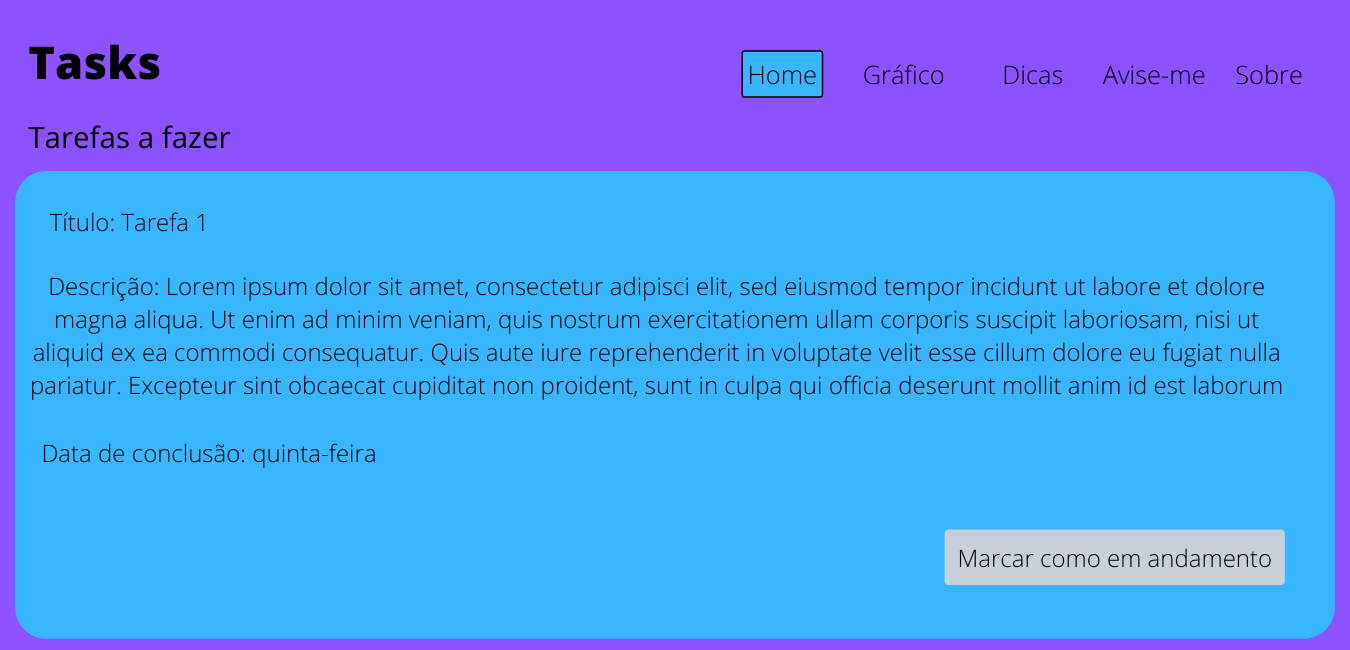 Tasks
Home Gráfico Dicas Avise-me Sobre
Tarefas a fazer
Título: Tarefa 1
Descrição: Lorem ipsum dolor sit amet, consectetur adipisci elit, sed eiusmod tempor incidunt ut labore et dolore
magna aliqua. Ut enim ad minim veniam, quis nostrum exercitationem ullam corporis suscipit laboriosam, nisi ut
aliquid ex ea commodi consequatur. Quis aute iure reprehenderit in voluptate velit esse cillum dolore eu fugiat nulla
pariatur. Excepteur sint obcaecat cupiditat non proident, sunt in culpa qui officia deserunt mollit anim id est laborum
Data de conclusão: quinta-feira
Marcar como em andamento